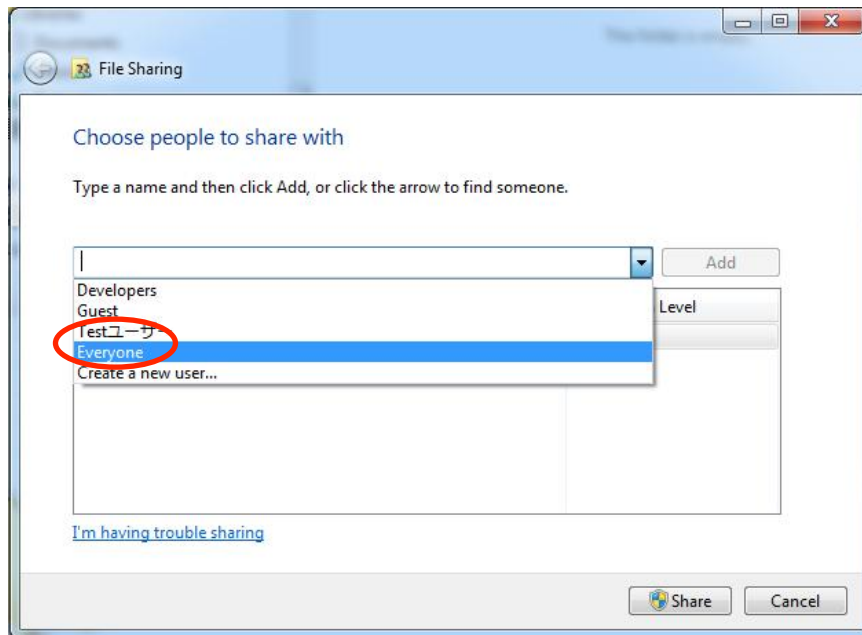 File Sharing
Choose people to share with
Type a name and then click Add, or click the arrow to find someone.
Add
Developers
Guest
Level
Testユーザー
Everyone
Create a new user...
I'm having trouble sharing
Share
Cancel